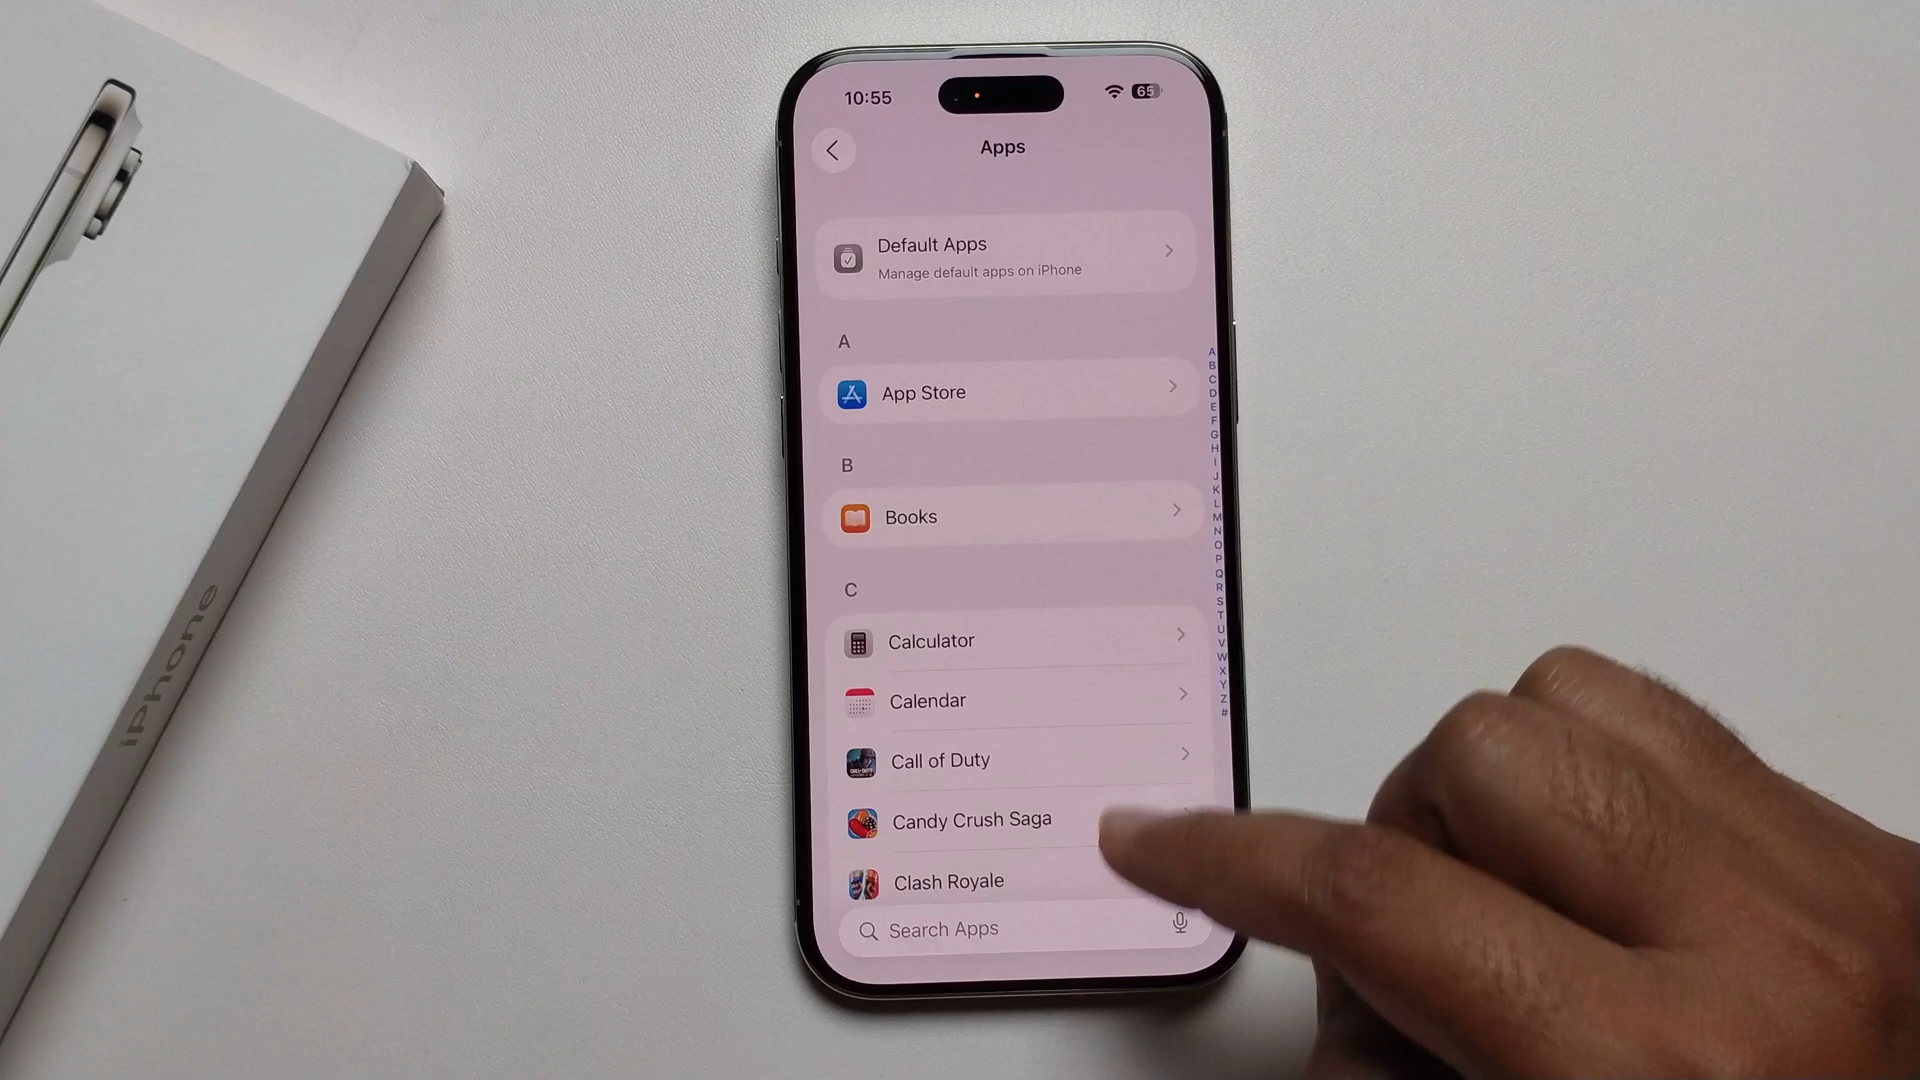 10:55
65
Apps
Default Apps
Manage default apps on iPhone
A
App Store
B
Books
C
Calculator
Calendar
Call of Duty
Candy Crush Saga
Clash Royale
Search Apps
A
B
C
D
E
F
G
H
I
J
K
L
M
N
O
P
Q
R
S
T
U
V
W
X
Y
Z
#
iPhone